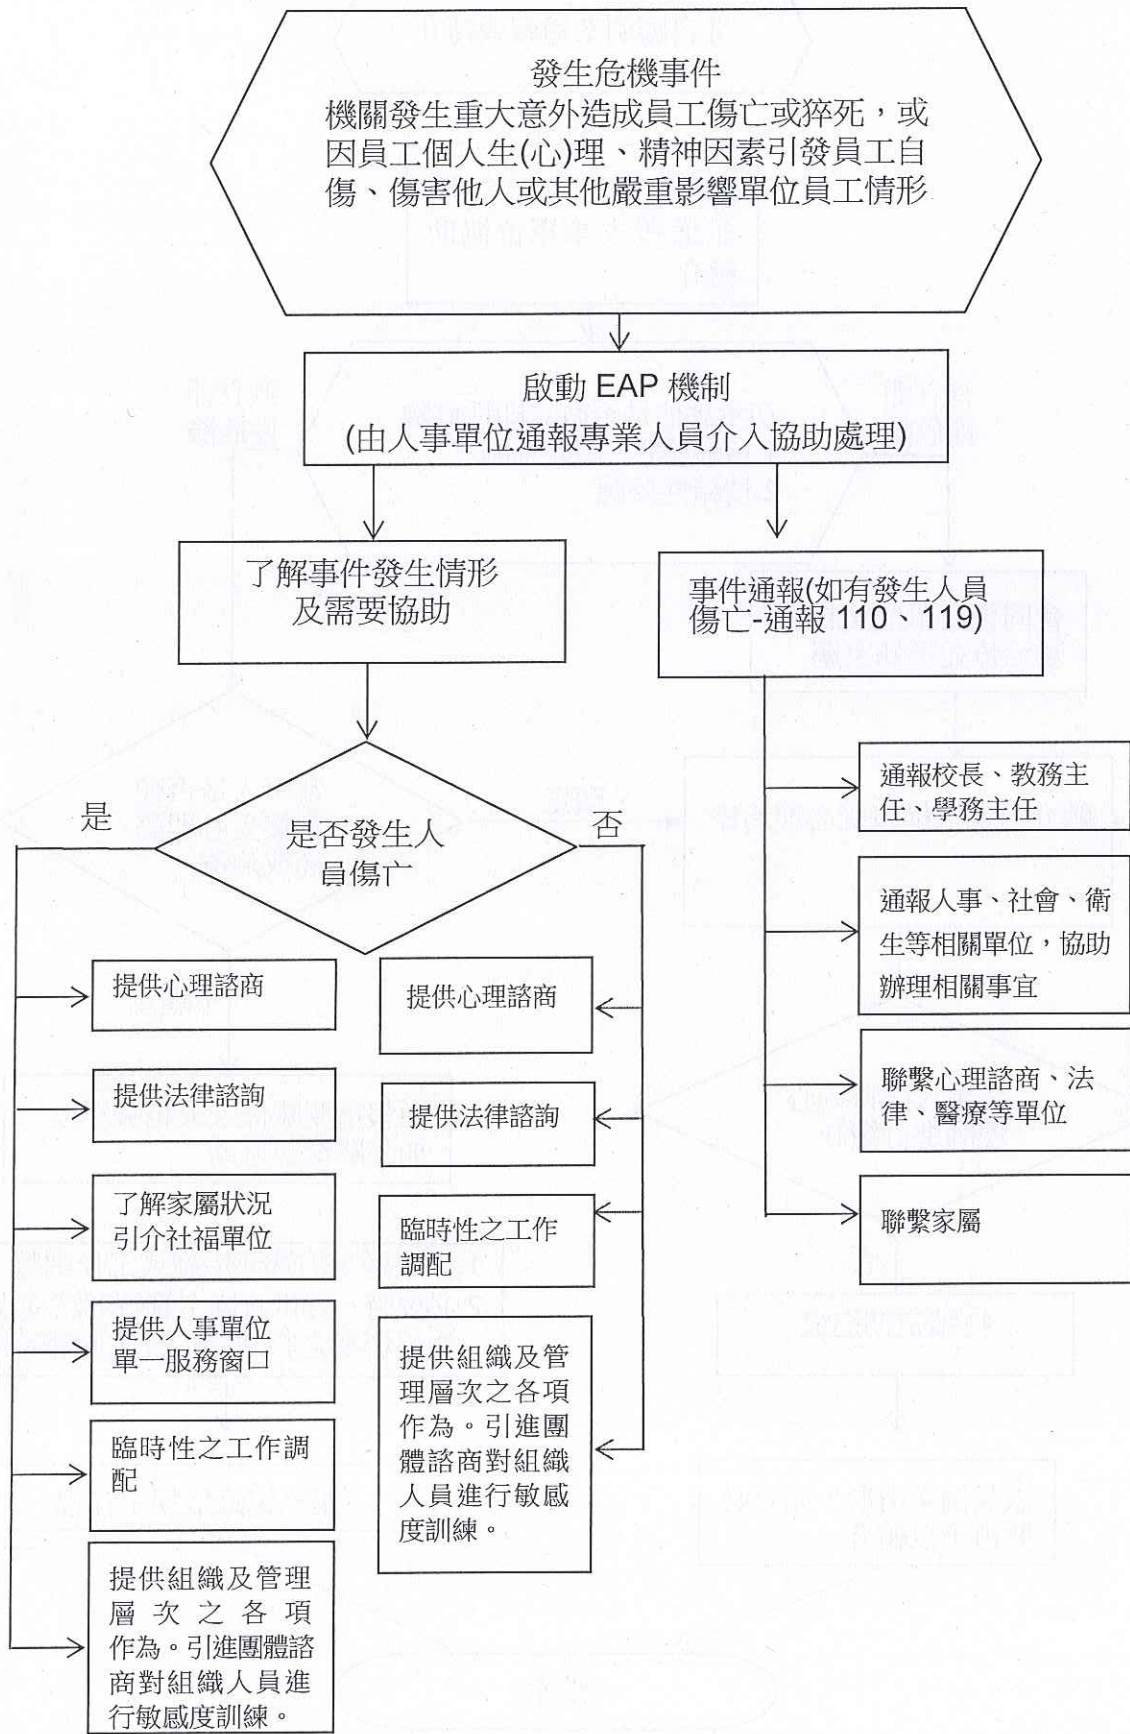 發生危機事件
機關發生重大意外造成員工傷亡或猝死，或
因員工個人生(心)理、精神因素引發員工自
傷、傷害他人或其他嚴重影響單位員工情形
啟動 EAP 機制
(由人事單位通報專業人員介入協助處理)
了解事件發生情形
及需要協助
事件通報(如有發生人員
傷亡-通報 110、119)
是否發生人
員傷亡
是
否
提供心理諮商
提供法律諮詢
了解家屬狀況
引介社福單位
提供人事單位
單一服務窗口
臨時性之工作調
配
提供組織及管理
層次之各項
作為。引進團體諮
商對組織人員進
行敏感度訓練。
提供心理諮商
提供法律諮詢
臨時性之工作
調配
提供組織及管
理層次之各項
作為。引進團
體諮商對組織
人員進行敏感
度訓練。
通報校長、教務主
任、學務主任
通報人事、社會、衛
生等相關單位，協助
辦理相關事宜
聯繫心理諮商、法
律、醫療等單位
聯繫家屬